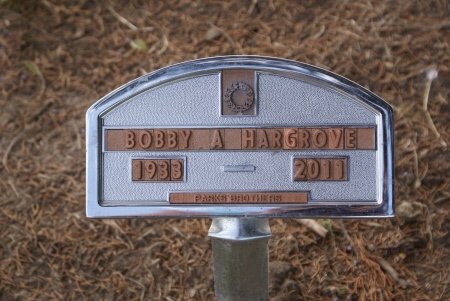 BOBBY A HARGROVE
1933 2011
PARKS BROTHERS